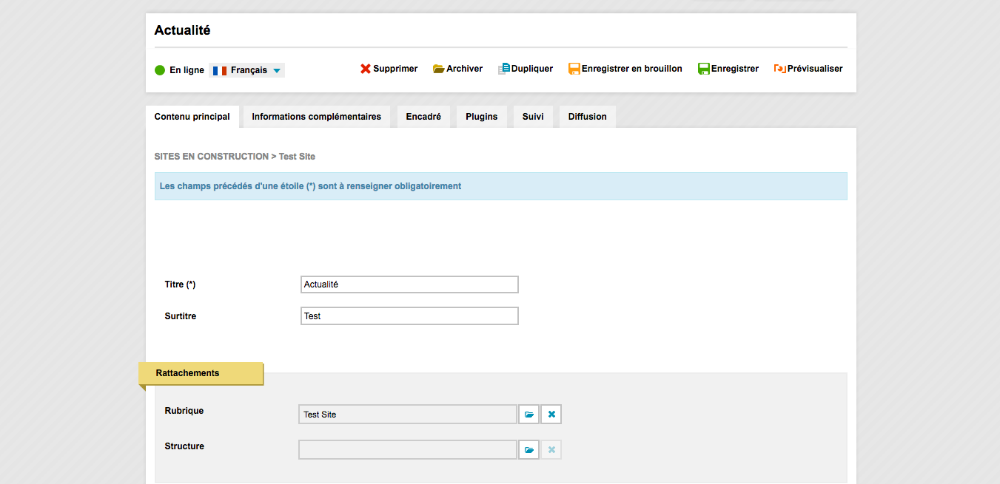 Actualité
En ligne Français Supprimer Archiver Dupliquer Enregistrer en brouillon Enregistrer Prévisualiser
Contenu principal Informations complémentaires Encadré Plugins Suivi Diffusion
SITES EN CONSTRUCTION > Test Site
Les champs précédés d'une étoile (*) sont à renseigner obligatoirement
Titre (*) Actualité
Surtitre Test
Rattachements
Rubrique Test Site
Structure